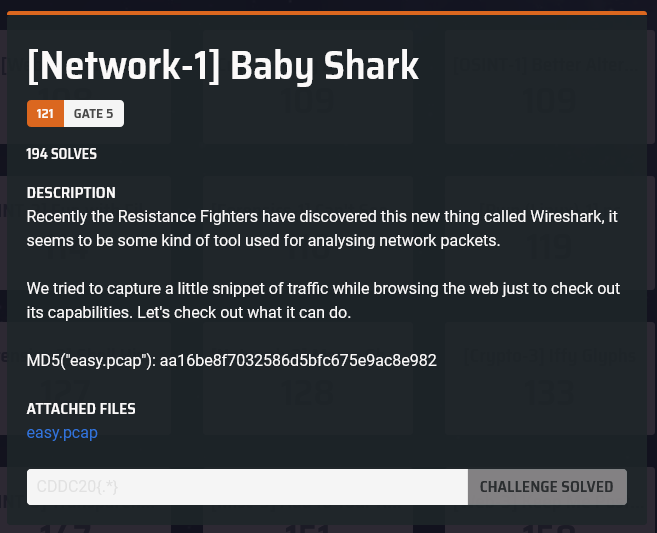 [Network-1] Baby Shark
121 GATE 5
194 SOLVES
DESCRIPTION
Recently the Resistance Fighters have discovered this new thing called Wireshark, it
seems to be some kind of tool used for analysing network packets.
We tried to capture a little snippet of traffic while browsing the web just to check out
its capabilities. Let's check out what it can do.
MD5("easy.pcap"): aa16be8f7032586d5bfc675e9ac8e982
ATTACHED FILES
easy.pcap
CDDC20{.*} CHALLENGE SOLVED